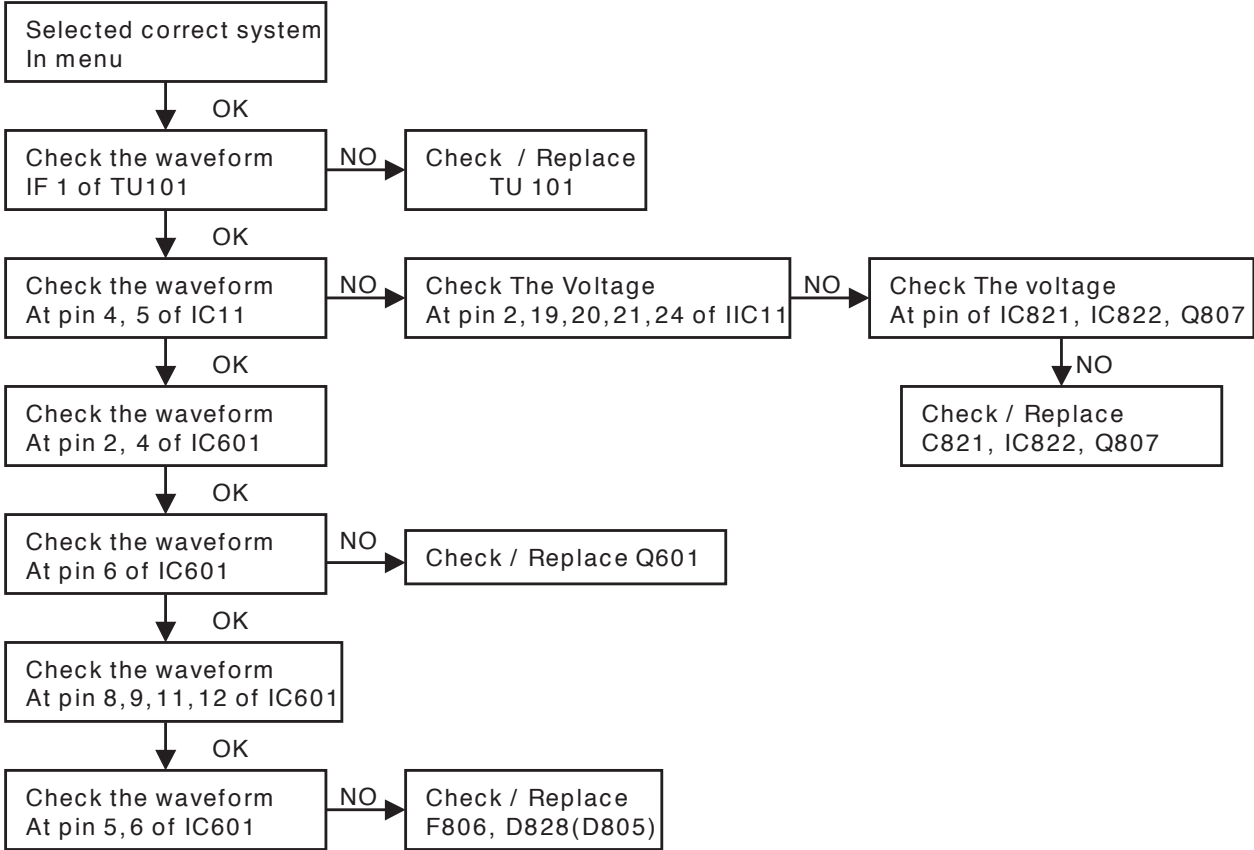 Selected correct system
In menu
OK
Check the waveform
IF 1 of TU101
NO
Check / Replace
TU 101
OK
Check the waveform
At pin 4, 5 of IC11
NO
Check The Voltage
At pin 2,19,20,21,24 of IIC11
NO
Check The voltage
At pin of IC821, IC822, Q807
NO
Check / Replace
C821, IC822, Q807
OK
Check the waveform
At pin 2, 4 of IC601
OK
Check the waveform
At pin 6 of IC601
NO
Check / Replace Q601
OK
Check the waveform
At pin 8,9,11,12 of IC601
OK
Check the waveform
At pin 5,6 of IC601
NO
Check / Replace
F806, D828(D805)